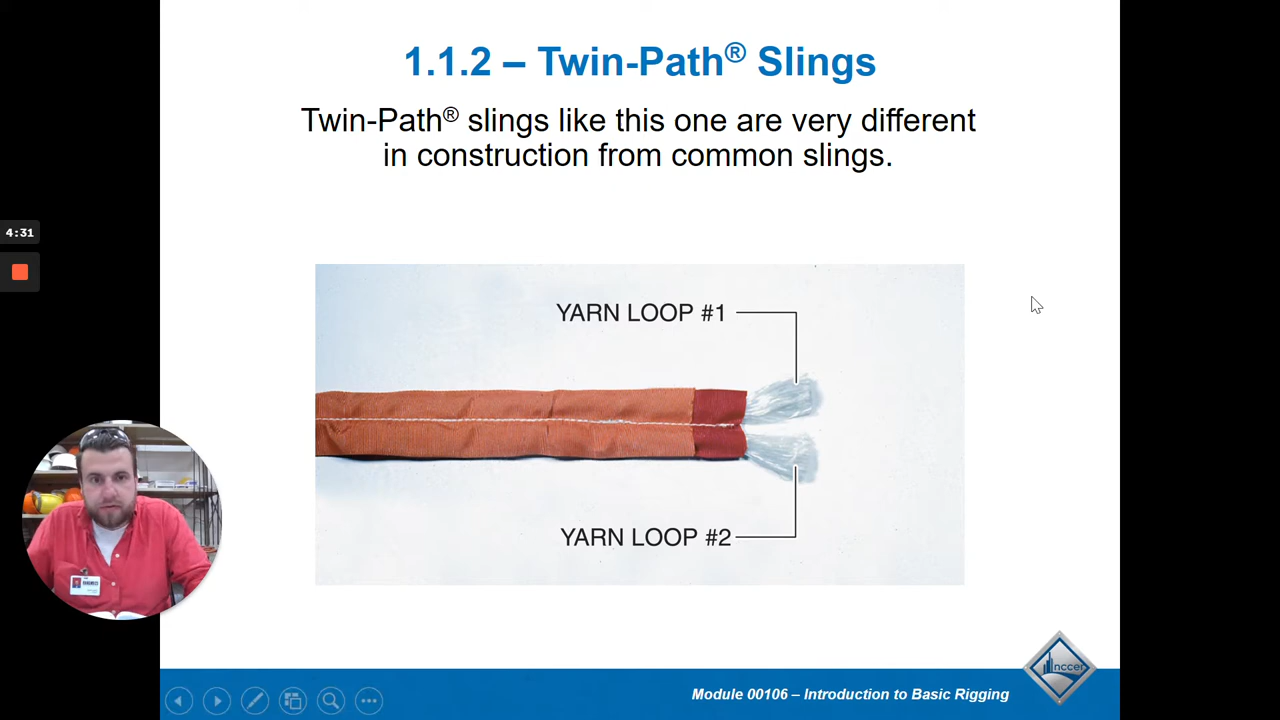 1.1.2 – Twin-Path® Slings
Twin-Path® slings like this one are very different
in construction from common slings.
4:31
YARN LOOP #1
YARN LOOP #2
nccer
Module 00106 – Introduction to Basic Rigging